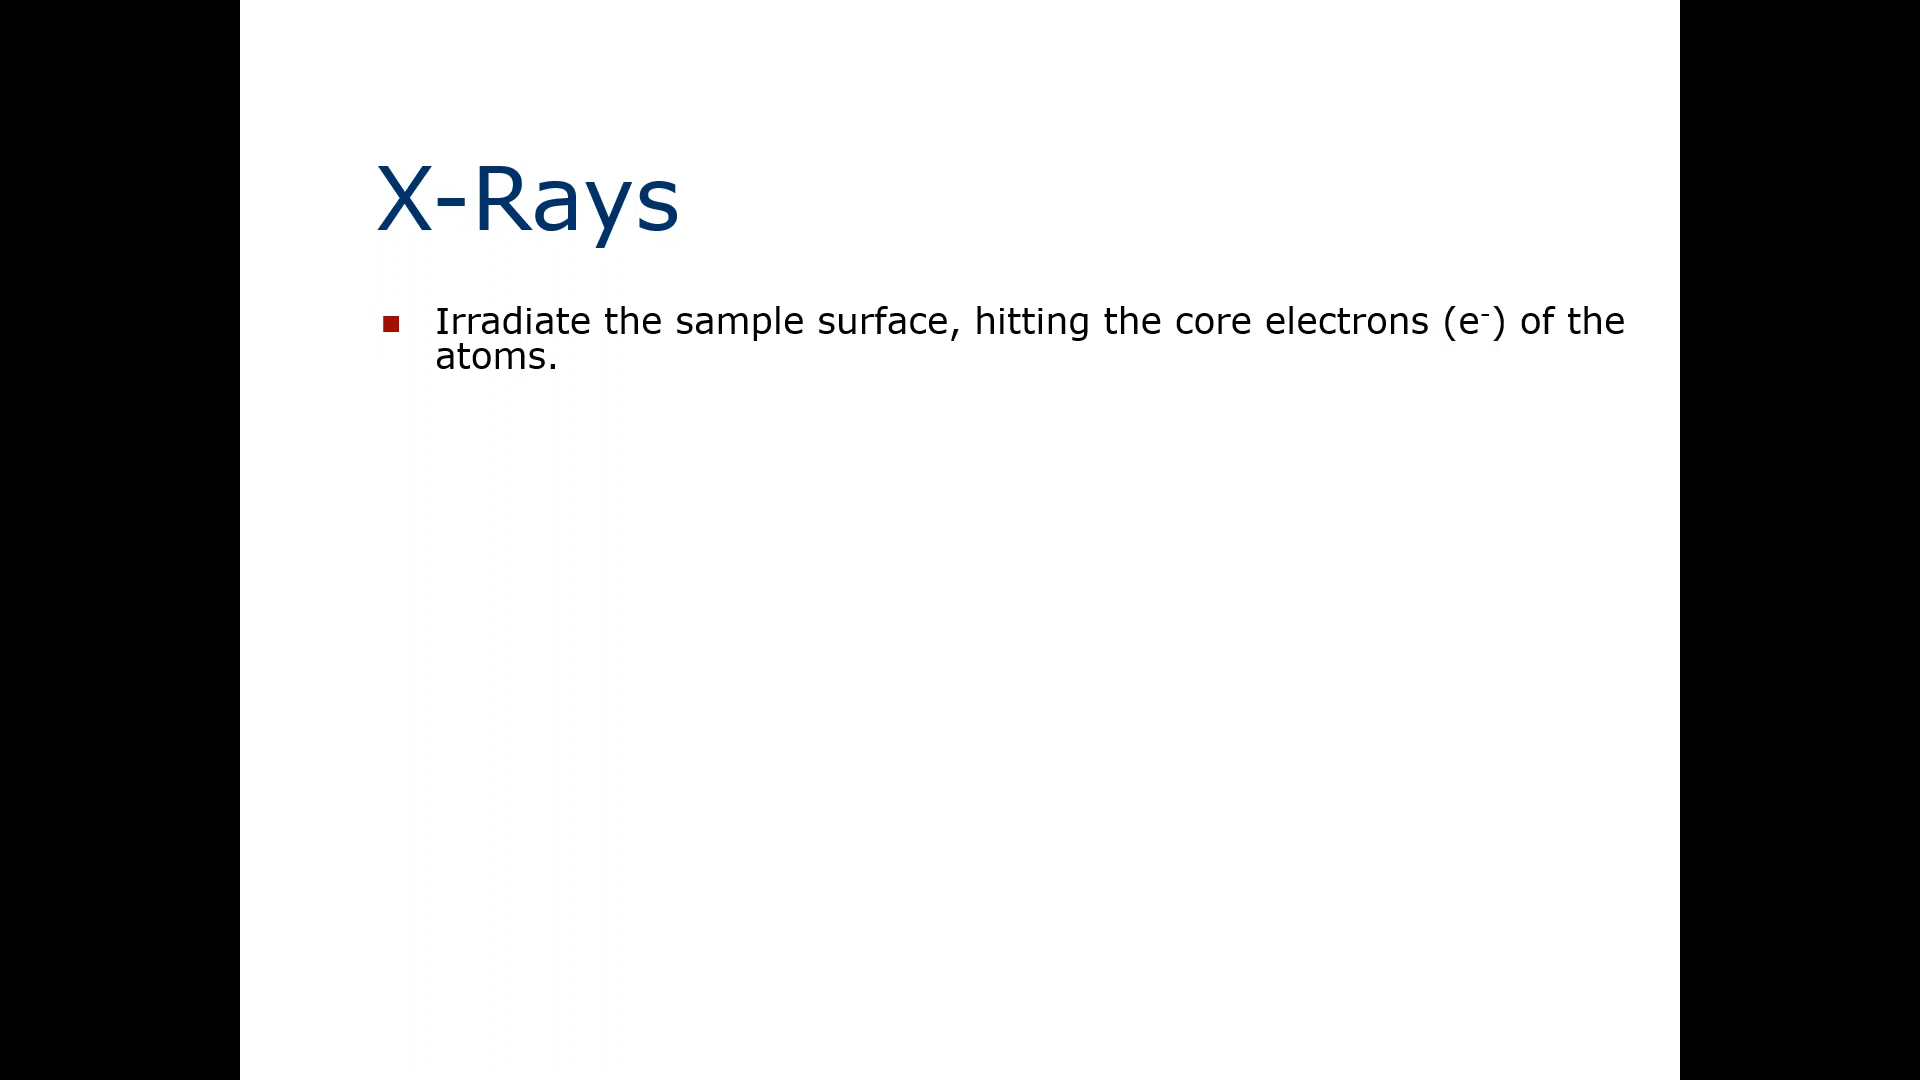 X-Rays
Irradiate the sample surface, hitting the core electrons (e⁻) of the
atoms.